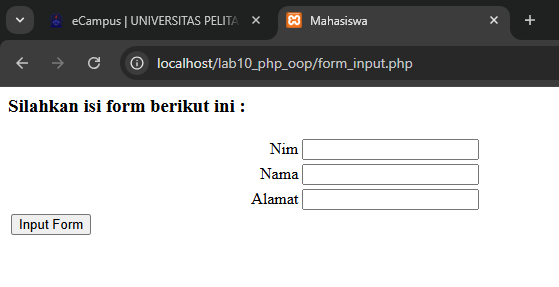 eCampus | UNIVERSITAS PELITA
Mahasiswa
localhost/lab10_php_oop/form_input.php
Silahkan isi form berikut ini :
Nim
Nama
Alamat
Input Form